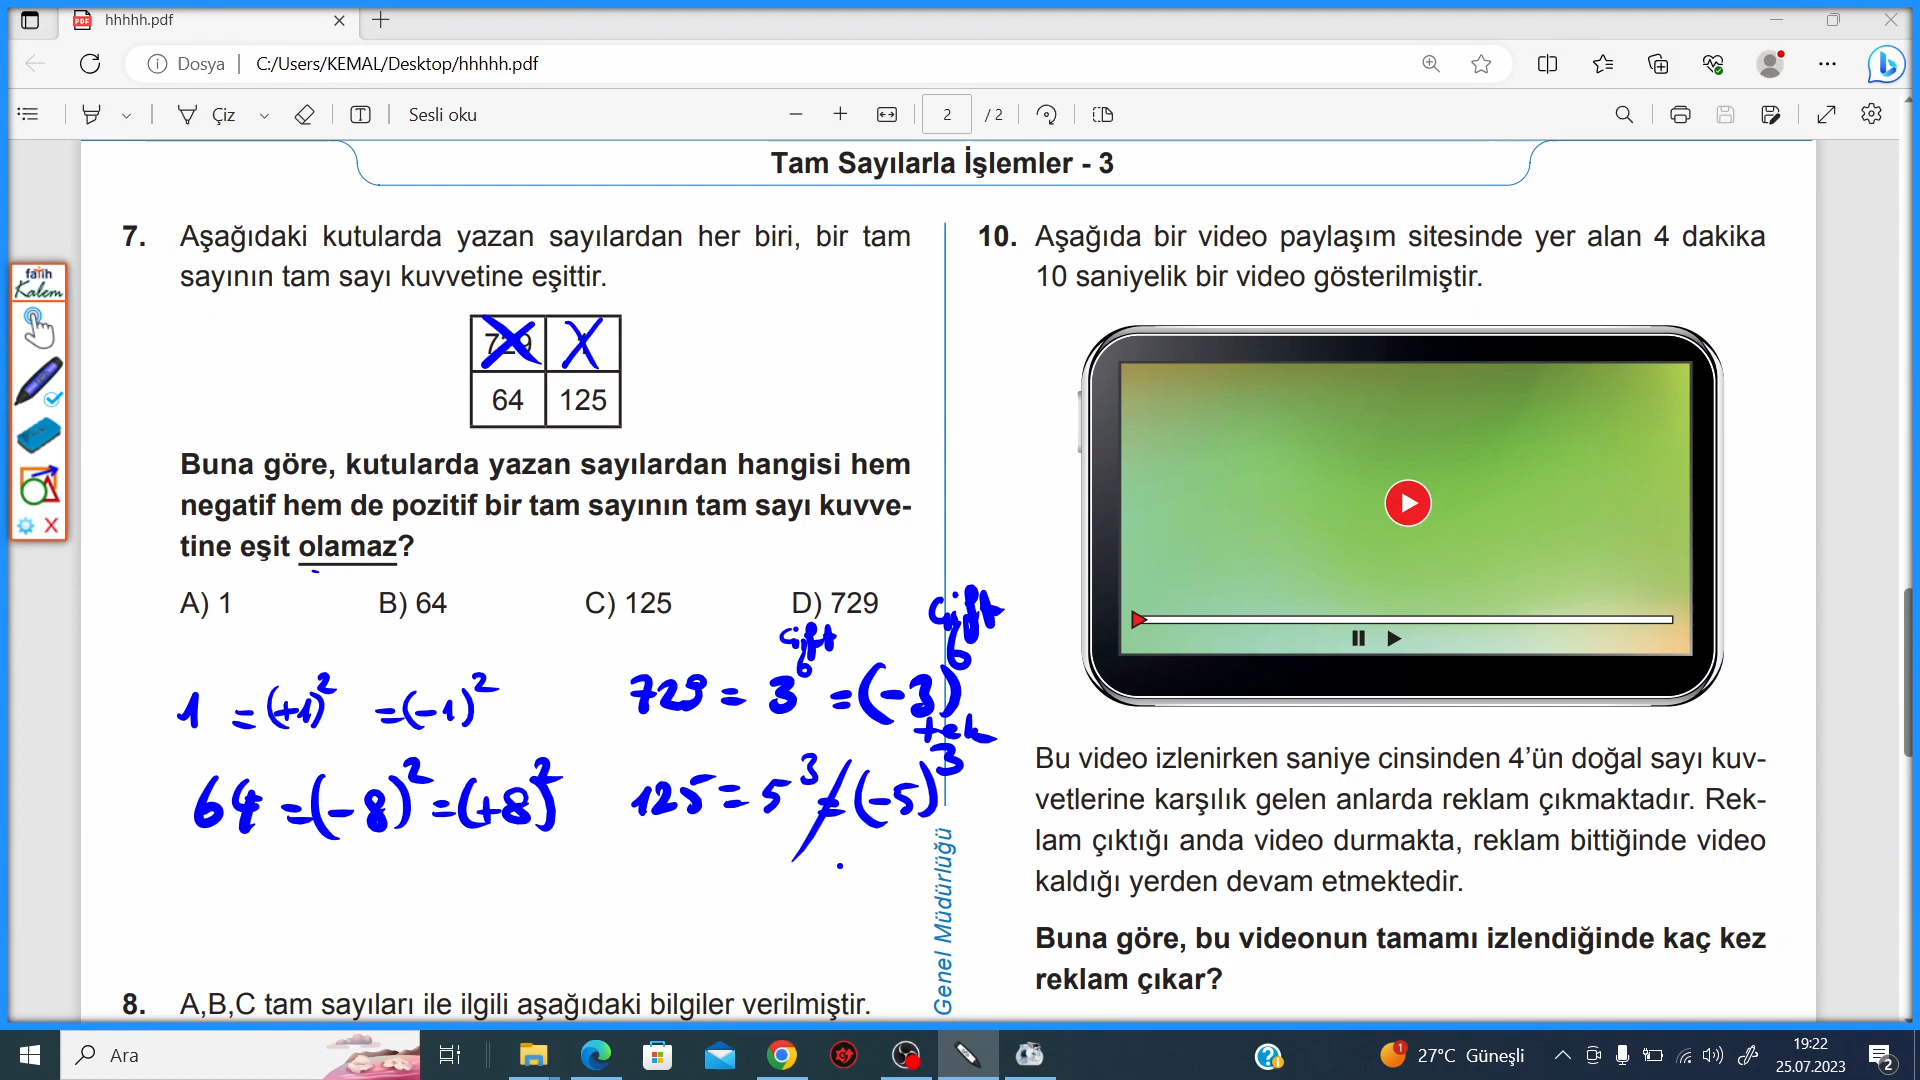 hhhhh.pdf
Dosya
C:/Users/KEMAL/Desktop/hhhhh.pdf
Çiz
Sesli oku
2
/ 2
Tam Sayılarla İşlemler - 3
fatih
Kalem
7. Aşağıdaki kutularda yazan sayılardan her biri, bir tam
sayının tam sayı kuvvetine eşittir.
729 1
64 125
Buna göre, kutularda yazan sayılardan hangisi hem
negatif hem de pozitif bir tam sayının tam sayı kuvve-
tine eşit olamaz?
A) 1 B) 64 C) 125 D) 729
çift
çift
1 = (+1)² = (-1)²
729 = 3⁶ = (-3)⁶
tek
64 = (-8)² = (+8)²
125 = 5³ ≠ (-5)³
8. A,B,C tam sayıları ile ilgili aşağıdaki bilgiler verilmiştir.
Genel Müdürlüğü
10. Aşağıda bir video paylaşım sitesinde yer alan 4 dakika
10 saniyelik bir video gösterilmiştir.
Bu video izlenirken saniye cinsinden 4’ün doğal sayı kuv-
vetlerine karşılık gelen anlarda reklam çıkmaktadır. Rek-
lam çıktığı anda video durmakta, reklam bittiğinde video
kaldığı yerden devam etmektedir.
Buna göre, bu videonun tamamı izlendiğinde kaç kez
reklam çıkar?
Ara
1
27°C Güneşli
19:22
25.07.2023
2